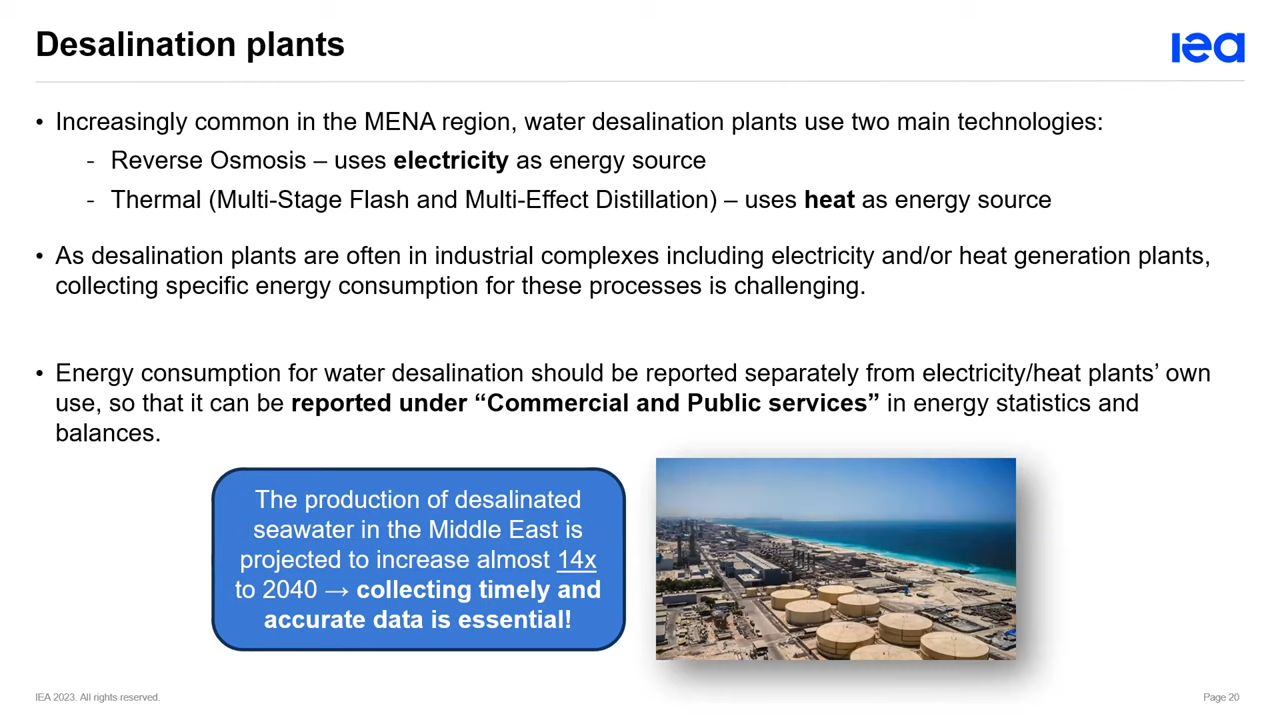 Desalination plants
iea
• Increasingly common in the MENA region, water desalination plants use two main technologies:
- Reverse Osmosis – uses electricity as energy source
- Thermal (Multi-Stage Flash and Multi-Effect Distillation) – uses heat as energy source
• As desalination plants are often in industrial complexes including electricity and/or heat generation plants,
collecting specific energy consumption for these processes is challenging.
• Energy consumption for water desalination should be reported separately from electricity/heat plants’ own
use, so that it can be reported under “Commercial and Public services” in energy statistics and
balances.
The production of desalinated
seawater in the Middle East is
projected to increase almost 14x
to 2040 → collecting timely and
accurate data is essential!
IEA 2023. All rights reserved.
Page 20